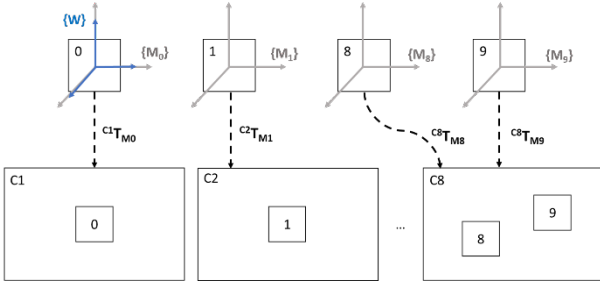 {W}
0 {M0} 1 {M1} 8 {M8} 9 {M9}
C1TM0 C2TM1 C8TM8 C8TM9
C1 C2 C8
0 1 ... 8 9